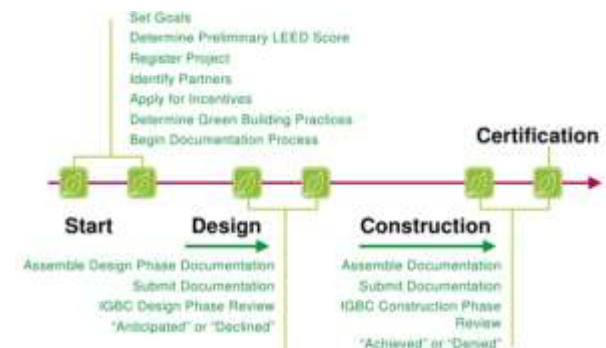 Set Goals
Determine Preliminary LEED Score
Register Project
Identify Partners
Apply for Incentives
Determine Green Building Practices
Begin Documentation Process
Certification
Start
Design
Construction
Assemble Design Phase Documentation
Submit Documentation
IGBC Design Phase Review
"Anticipated" or "Declined"
Assemble Documentation
Submit Documentation
IGBC Construction Phase
Review
"Achieved" or "Denied"